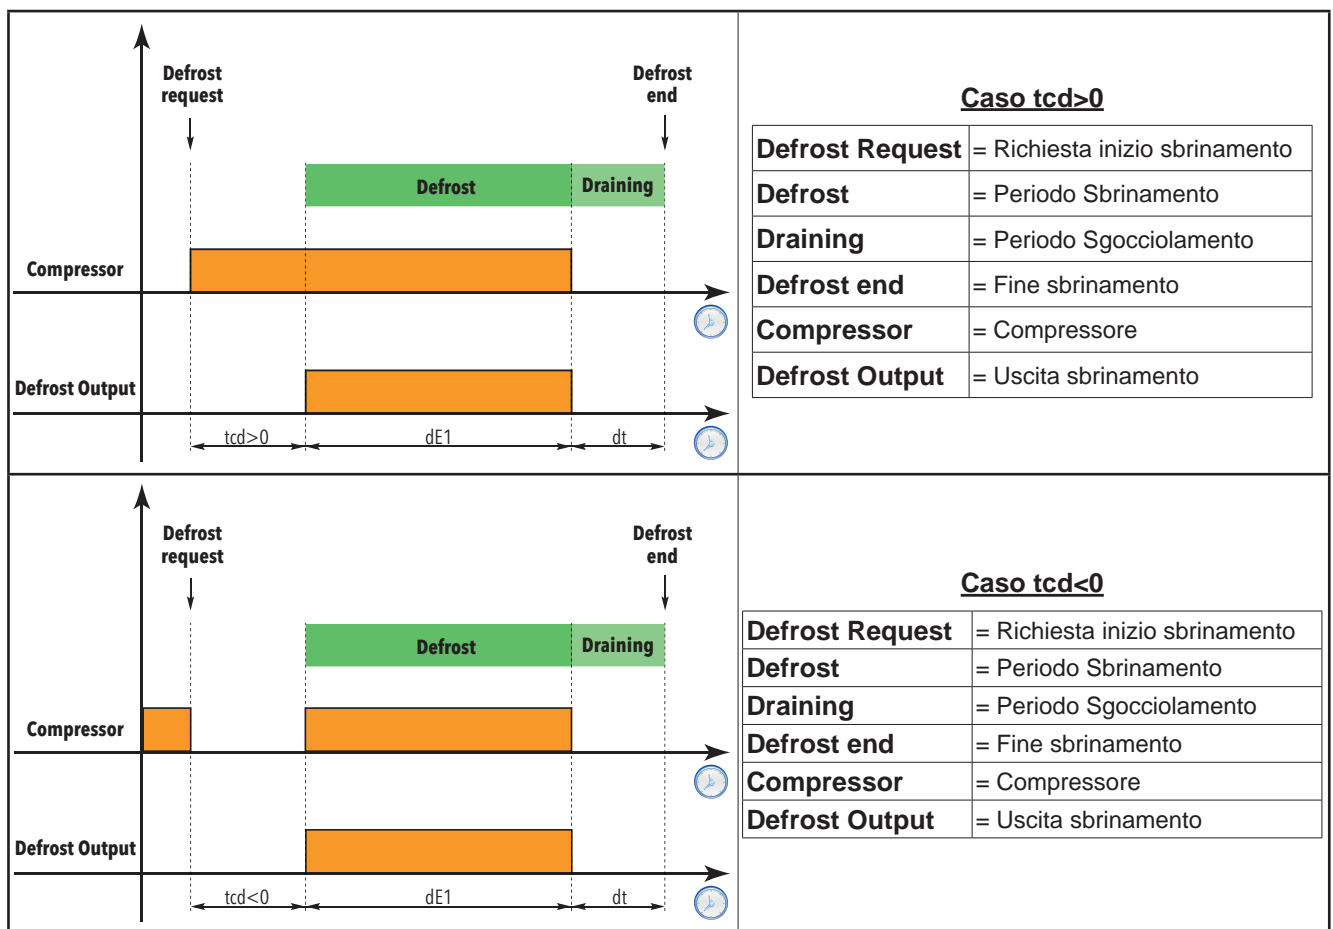 Defrost
request
Defrost
end
Defrost
Draining
Compressor
Defrost Output
tcd>0
dE1
dt
Caso tcd>0
Defrost Request = Richiesta inizio sbrinamento
Defrost = Periodo Sbrinamento
Draining = Periodo Sgocciolamento
Defrost end = Fine sbrinamento
Compressor = Compressore
Defrost Output = Uscita sbrinamento
Defrost
request
Defrost
end
Defrost
Draining
Compressor
Defrost Output
tcd<0
dE1
dt
Caso tcd<0
Defrost Request = Richiesta inizio sbrinamento
Defrost = Periodo Sbrinamento
Draining = Periodo Sgocciolamento
Defrost end = Fine sbrinamento
Compressor = Compressore
Defrost Output = Uscita sbrinamento